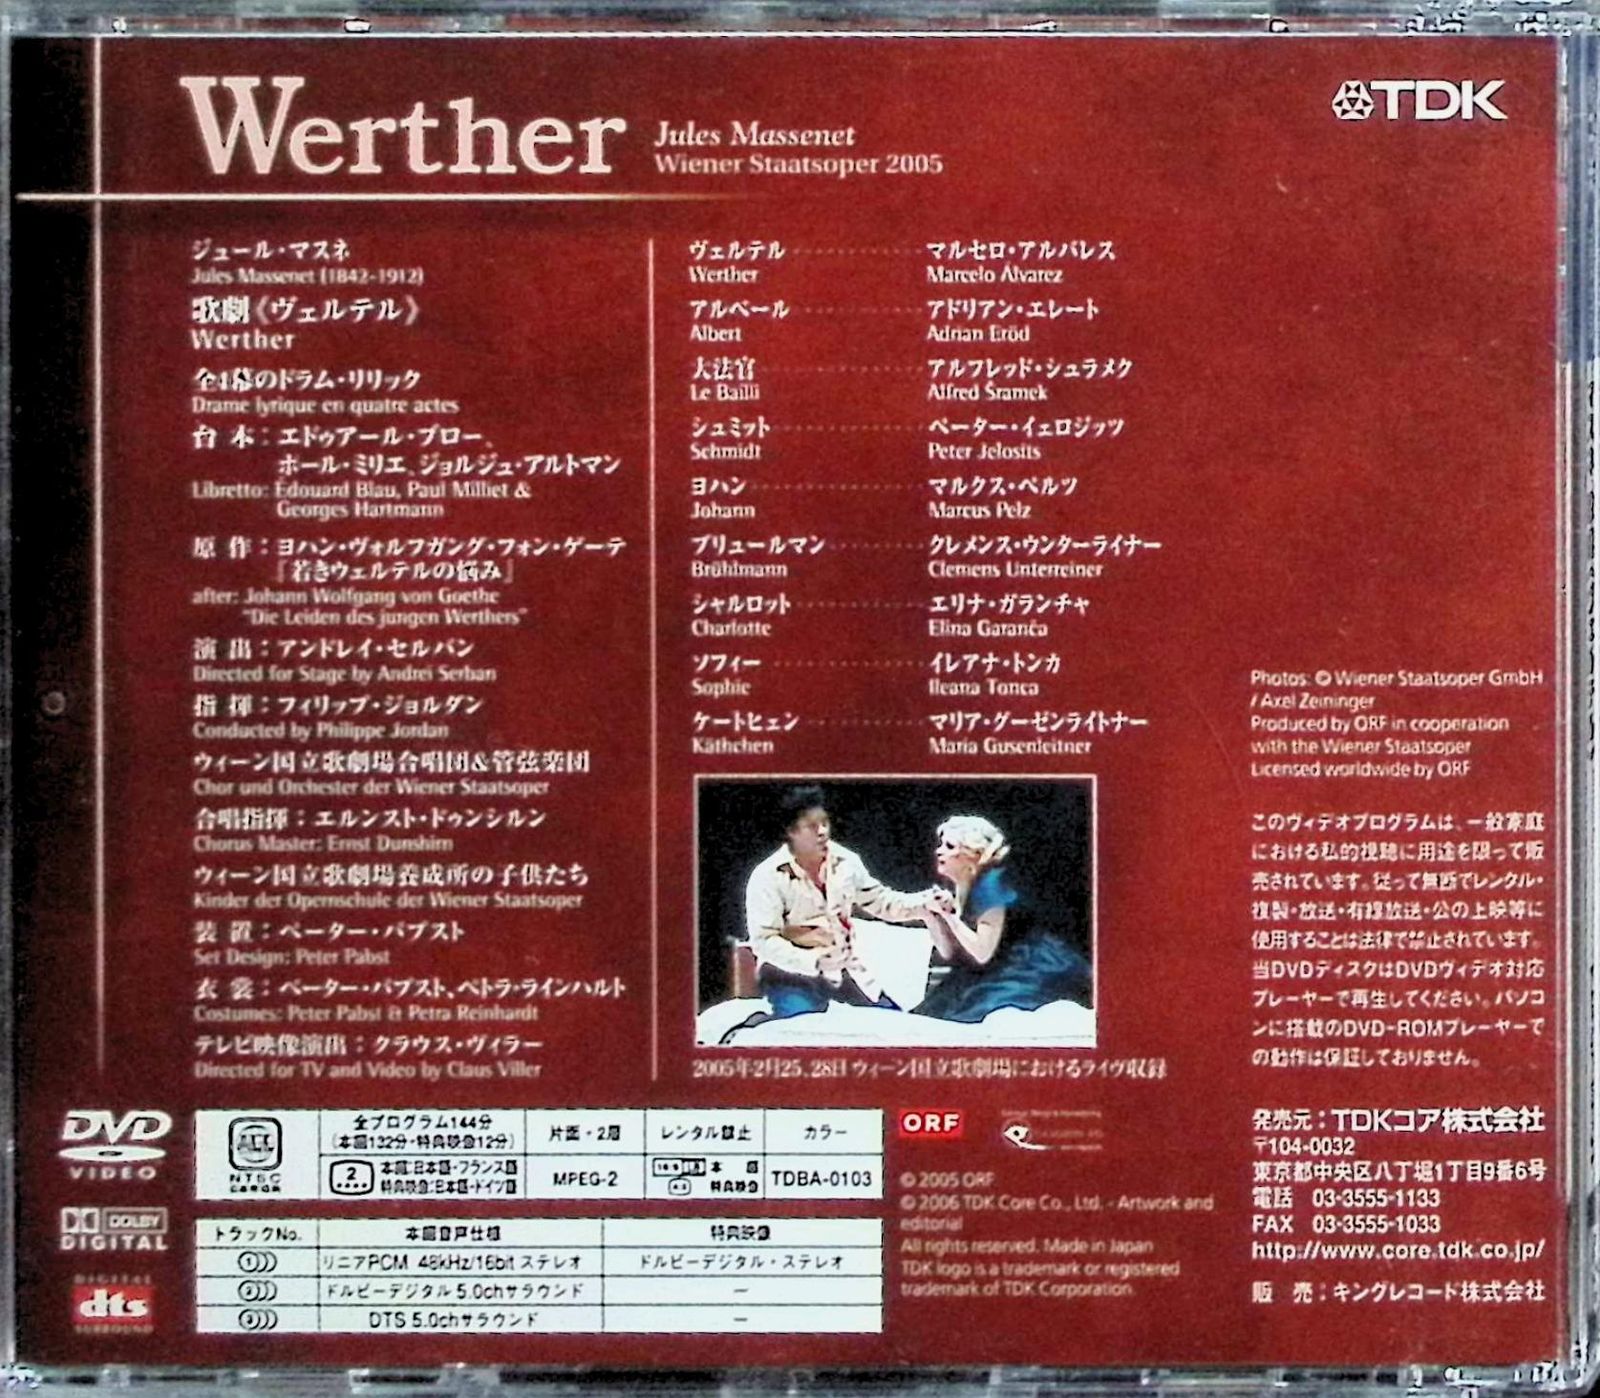 Werther
Jules Massenet
Wiener Staatsoper 2005
TDK
ジュール・マスネ
Jules Massenet (1842-1912)
歌劇《ヴェルテル》
Werther
全4幕のドラム・リリック
Drame lyrique en quatre actes
台 本：エドゥアール・ブロー、
ポール・ミリエ、ジョルジュ・アルトマン
Libretto: Édouard Blau, Paul Milliet &
Georges Hartmann
原 作：ヨハン・ヴォルフガング・フォン・ゲーテ
『若きウェルテルの悩み』
after: Johann Wolfgang von Goethe
"Die Leiden des jungen Werthers"
演 出：アンドレイ・セルバン
Directed for Stage by Andrei Serban
指 揮：フィリップ・ジョルダン
Conducted by Philippe Jordan
ウィーン国立歌劇場合唱団&管弦楽団
Chor und Orchester der Wiener Staatsoper
合唱指揮：エルンスト・ドゥンシルン
Chorus Master: Ernst Dunshirn
ウィーン国立歌劇場養成所の子供たち
Kinder der Opernschule der Wiener Staatsoper
装 置：ペーター・パブスト
Set Design: Peter Pabst
衣 裳：ペーター・パブスト、ペトラ・ラインハルト
Costumes: Peter Pabst & Petra Reinhardt
テレビ映像演出：クラウス・ヴィラー
Directed for TV and Video by Claus Viller
ヴェルテル マルセロ・アルバレス
Werther Marcelo Álvarez
アルベール アドリアン・エレート
Albert Adrian Eröd
大法官 アルフレッド・シュラメク
Le Bailli Alfred Šramek
シュミット ペーター・イェロジッツ
Schmidt Peter Jelosits
ヨハン マルクス・ペルツ
Johann Marcus Pelz
ブリュールマン クレメンス・ウンターライナー
Brühlmann Clemens Unterreiner
シャルロット エリナ・ガランチャ
Charlotte Elina Garanča
ソフィー イレアナ・トンカ
Sophie Ileana Tonca
ケートヒェン マリア・グーゼンライトナー
Käthchen Maria Gusenleitner
2005年2月25、28日 ウィーン国立歌劇場におけるライヴ収録
Photos: © Wiener Staatsoper GmbH
/ Axel Zeininger
Produced by ORF in cooperation
with the Wiener Staatsoper
Licensed worldwide by ORF
このヴィデオプログラムは、一般家庭
における私的視聴に用途を限って販
売されています。従って無断でレンタル・
複製・放送・有線放送・公の上映等に
使用することは法律で禁止されています。
当DVDディスクはDVDヴィデオ対応
プレーヤーで再生してください。パソコ
ンに搭載のDVD-ROMプレーヤーで
の動作は保証しておりません。
発売元：TDKコア株式会社
〒104-0032
東京都中央区八丁堀1丁目9番6号
電話 03-3555-1133
FAX 03-3555-1033
http://www.core.tdk.co.jp/
販 売：キングレコード株式会社
DVD
VIDEO
DOLBY
DIGITAL
DIGITAL
dts
SURROUND
ALL
NTSC
全プログラム144分
(本編132分・特典映像12分)
片面・2層
レンタル禁止
カラー
2
本編:日本語・フランス語
特典映像:日本語・ドイツ語
MPEG-2
16:9 LB 本 編
4:3 特典映像
TDBA-0103
トラックNo. 本編音声仕様 特典映像
1 リニアPCM 48kHz/16bit ステレオ ドルビーデジタル・ステレオ
2 ドルビーデジタル 5.0chサラウンド －
3 DTS 5.0chサラウンド －
ORF
© 2005 ORF
© 2006 TDK Core Co., Ltd. - Artwork and
editorial
All rights reserved. Made in Japan
TDK logo is a trademark or registered
trademark of TDK Corporation.